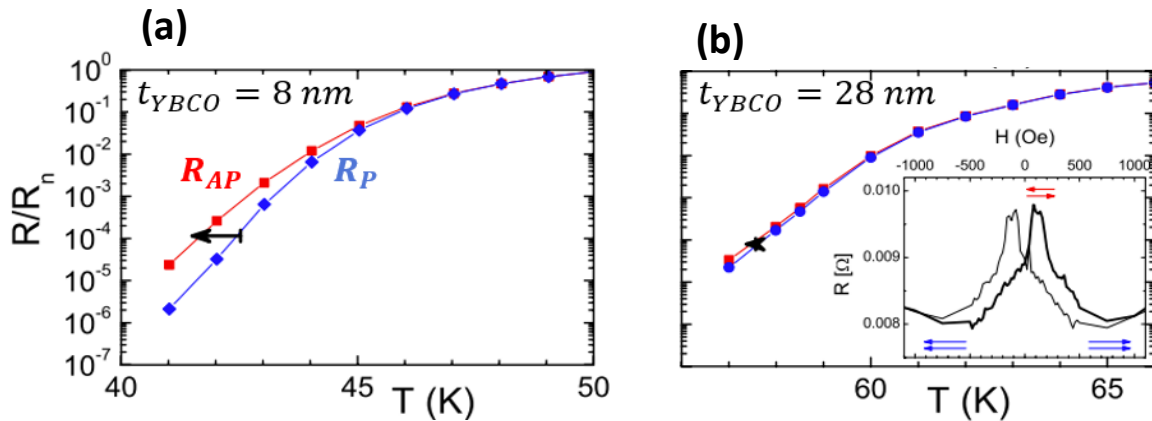 (a)
(b)
t_YBCO = 8 nm
t_YBCO = 28 nm
R/R_n
10^0
10^-1
10^-2
10^-3
10^-4
10^-5
10^-6
10^-7
R_AP
R_P
40
45
50
T (K)
H (Oe)
-1000
-500
0
500
1000
R [Ω]
0.010
0.009
0.008
60
65
T (K)